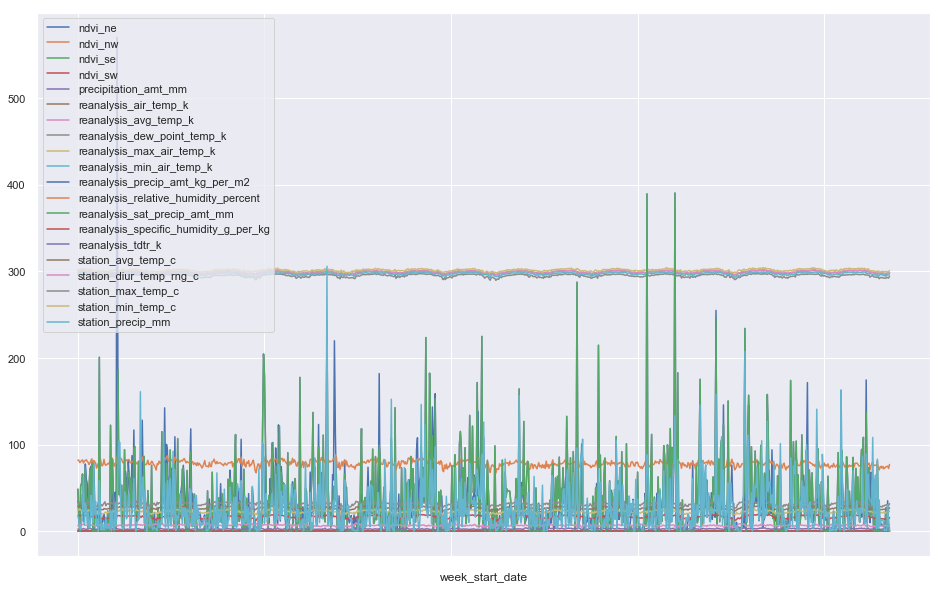 ndvi_ne
ndvi_nw
ndvi_se
ndvi_sw
precipitation_amt_mm
reanalysis_air_temp_k
reanalysis_avg_temp_k
reanalysis_dew_point_temp_k
reanalysis_max_air_temp_k
reanalysis_min_air_temp_k
reanalysis_precip_amt_kg_per_m2
reanalysis_relative_humidity_percent
reanalysis_sat_precip_amt_mm
reanalysis_specific_humidity_g_per_kg
reanalysis_tdtr_k
station_avg_temp_c
station_diur_temp_rng_c
station_max_temp_c
station_min_temp_c
station_precip_mm
500
400
300
200
100
0
week_start_date